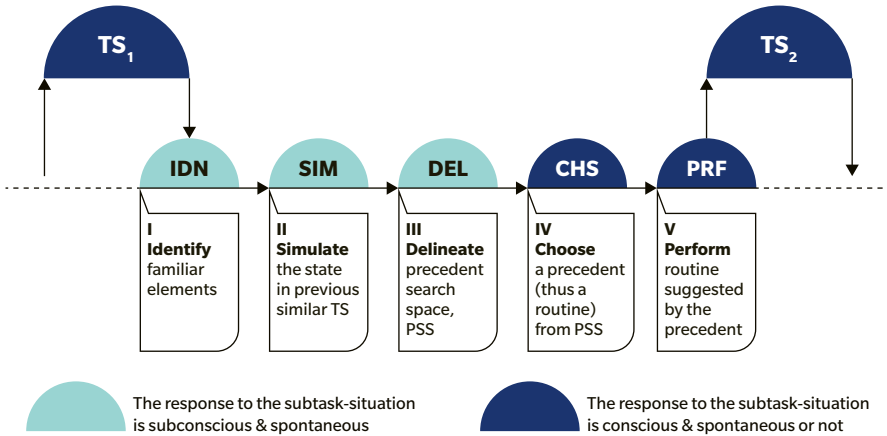 TS1
TS2
IDN
SIM
DEL
CHS
PRF
I
Identify
familiar
elements
II
Simulate
the state
in previous
similar TS
III
Delineate
precedent
search
space,
PSS
IV
Choose
a precedent
(thus a
routine)
from PSS
V
Perform
routine
suggested
by the
precedent
The response to the subtask-situation
is subconscious & spontaneous
The response to the subtask-situation
is conscious & spontaneous or not